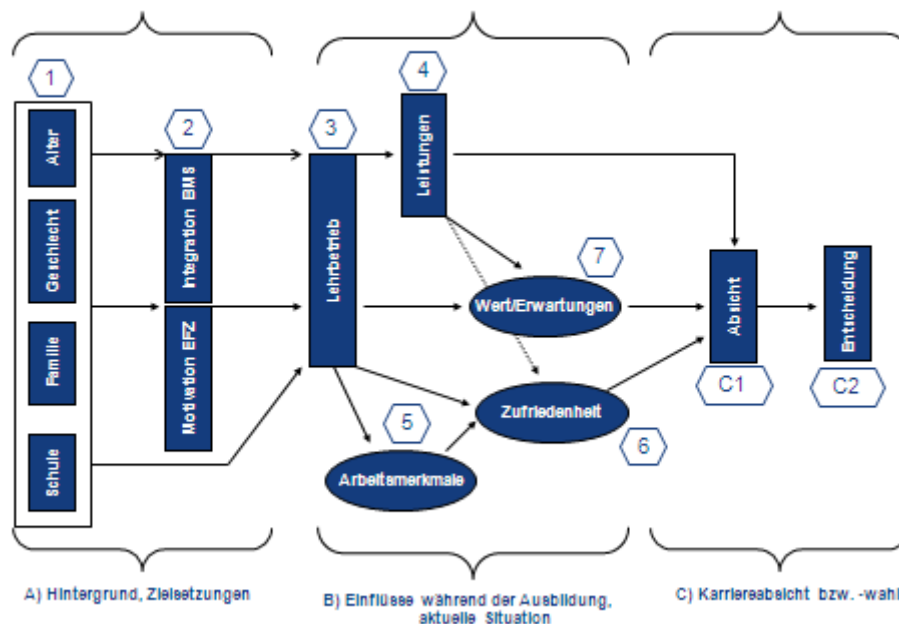 1
Alter
Geschlecht
Familie
Schule
2
Integration BMS
Motivation EFZ
3
Lehrbetrieb
4
Leistungen
7
Wert/Erwartungen
Zufriedenheit
6
5
Arbeitsmerkmale
Absicht
C1
Entscheidung
C2
A) Hintergrund, Zielsetzungen
B) Einflüsse während der Ausbildung,
aktuelle Situation
C) Karriereabsicht bzw. -wahl